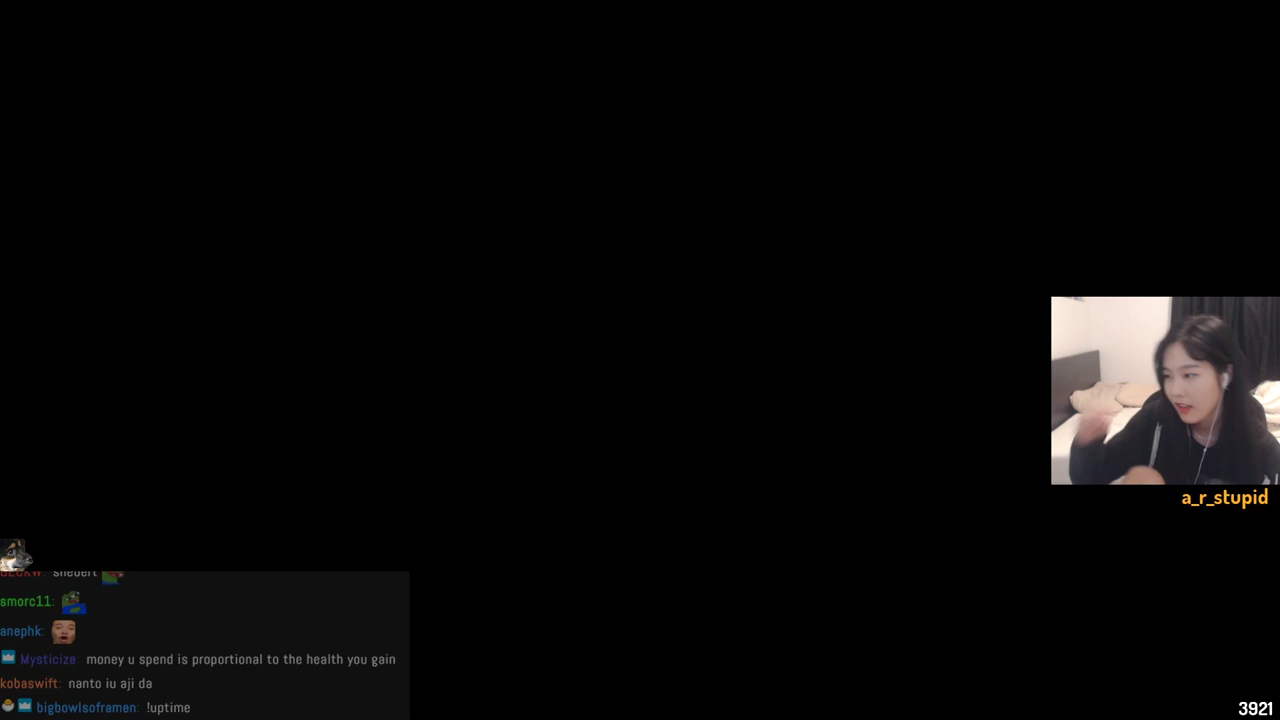 a_r_stupid
smorc11:
anephk:
Mysticize: money u spend is proportional to the health you gain
kobaswift: nanto iu aji da
bigbowlsoframen: !uptime
3921